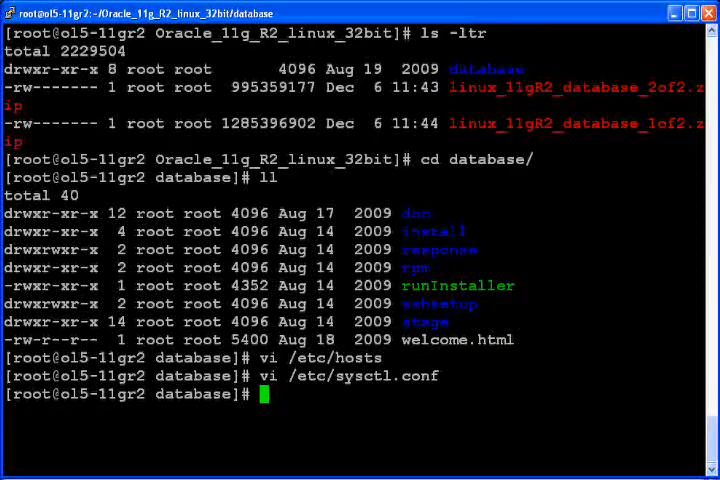 root@ol5-11gr2:~/Oracle_11g_R2_linux_32bit/database
[root@ol5-11gr2 Oracle_11g_R2_linux_32bit]# ls -ltr
total 2229504
drwxr-xr-x 8 root root       4096 Aug 19  2009 database
-rw------- 1 root root  995359177 Dec  6 11:43 linux_11gR2_database_2of2.z
ip
-rw------- 1 root root 1285396902 Dec  6 11:44 linux_11gR2_database_1of2.z
ip
[root@ol5-11gr2 Oracle_11g_R2_linux_32bit]# cd database/
[root@ol5-11gr2 database]# ll
total 40
drwxr-xr-x 12 root root 4096 Aug 17  2009 doc
drwxr-xr-x  4 root root 4096 Aug 14  2009 install
drwxrwxr-x  2 root root 4096 Aug 14  2009 response
drwxr-xr-x  2 root root 4096 Aug 14  2009 rpm
-rwxr-xr-x  1 root root 4352 Aug 14  2009 runInstaller
drwxrwxr-x  2 root root 4096 Aug 14  2009 sshsetup
drwxr-xr-x 14 root root 4096 Aug 14  2009 stage
-rw-r--r--  1 root root 5400 Aug 18  2009 welcome.html
[root@ol5-11gr2 database]# vi /etc/hosts
[root@ol5-11gr2 database]# vi /etc/sysctl.conf
[root@ol5-11gr2 database]#